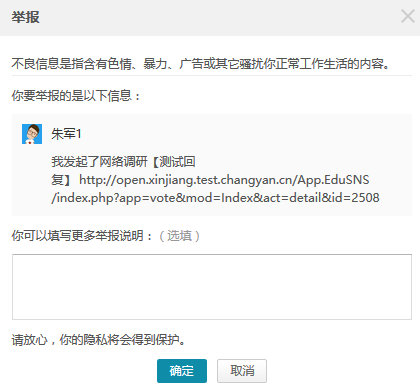 举报
不良信息是指含有色情、暴力、广告或其它骚扰你正常工作生活的内容。
你要举报的是以下信息：
朱军1
我发起了网络调研【测试回
复】 http://open.xinjiang.test.changyan.cn/App.EduSNS
/index.php?app=vote&mod=Index&act=detail&id=2508
你可以填写更多举报说明：（选填）
请放心，你的隐私将会得到保护。
确定 取消